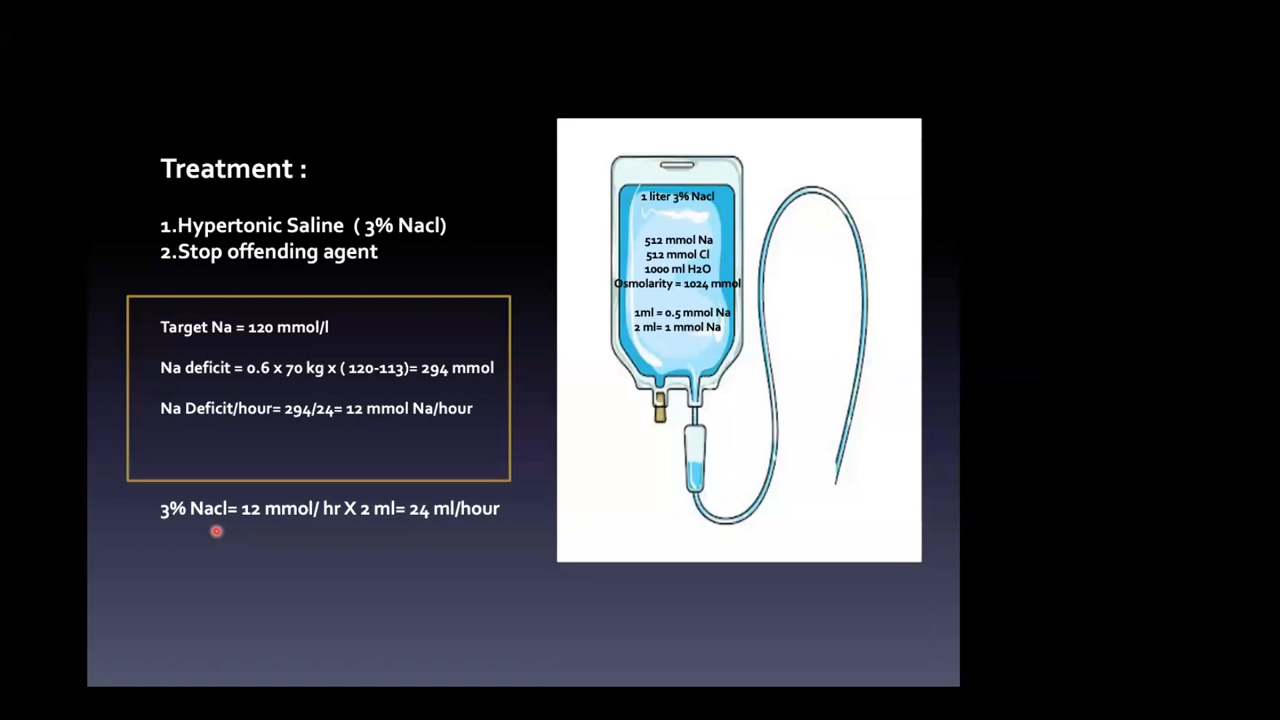 Treatment :
1.Hypertonic Saline ( 3% Nacl)
2.Stop offending agent
Target Na = 120 mmol/l
Na deficit = 0.6 x 70 kg x ( 120-113)= 294 mmol
Na Deficit/hour= 294/24= 12 mmol Na/hour
3% Nacl= 12 mmol/ hr X 2 ml= 24 ml/hour
1 liter 3% Nacl
512 mmol Na
512 mmol Cl
1000 ml H2O
Osmolarity = 1024 mmol
1ml = 0.5 mmol Na
2 ml= 1 mmol Na